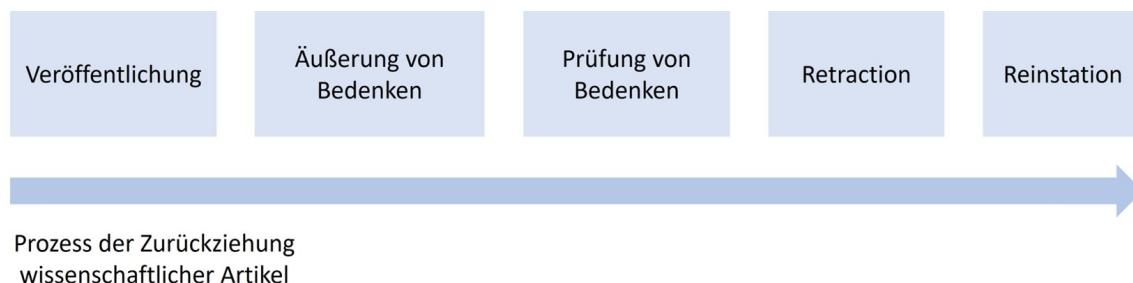 Veröffentlichung
Äußerung von
Bedenken
Prüfung von
Bedenken
Retraction
Reinstation
Prozess der Zurückziehung
wissenschaftlicher Artikel